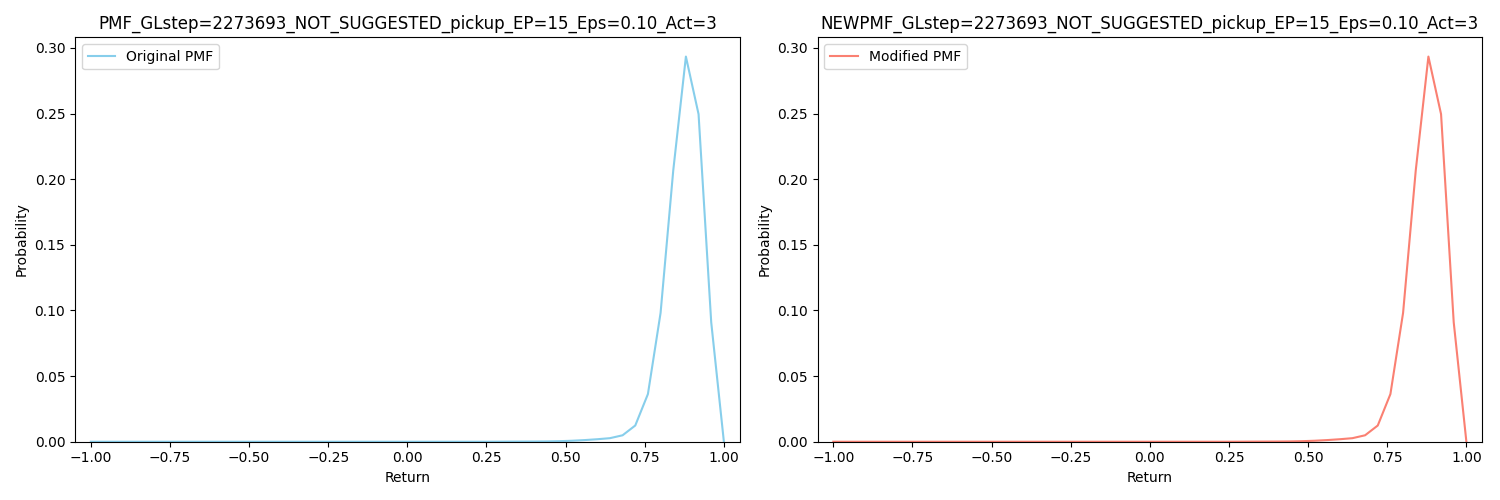 PMF_GLstep=2273693_NOT_SUGGESTED_pickup_EP=15_Eps=0.10_Act=3
Original PMF
Probability
0.30
0.25
0.20
0.15
0.10
0.05
0.00
−1.00 −0.75 −0.50 −0.25 0.00 0.25 0.50 0.75 1.00
Return
NEWPMF_GLstep=2273693_NOT_SUGGESTED_pickup_EP=15_Eps=0.10_Act=3
Modified PMF
Probability
0.30
0.25
0.20
0.15
0.10
0.05
0.00
−1.00 −0.75 −0.50 −0.25 0.00 0.25 0.50 0.75 1.00
Return